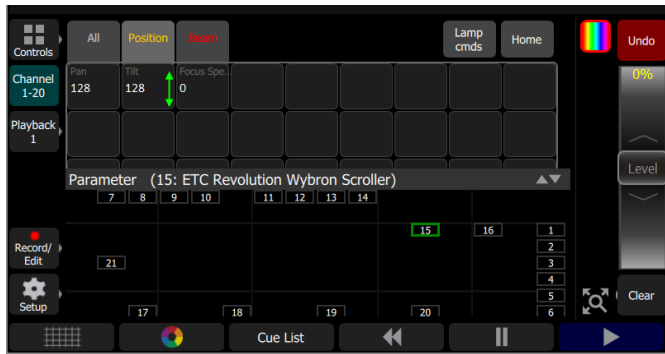 Controls
All
Position
Beam
Lamp
cmds
Home
Undo
Channel
1-20
Pan
128
Tilt
128
Focus Spe...
0
0%
Playback
1
Level
Parameter (15: ETC Revolution Wybron Scroller)
7 8 9 10 11 12 13 14
15 16 1
2
21 3
4
5
17 18 19 20 6
Record/
Edit
Setup
Clear
Cue List